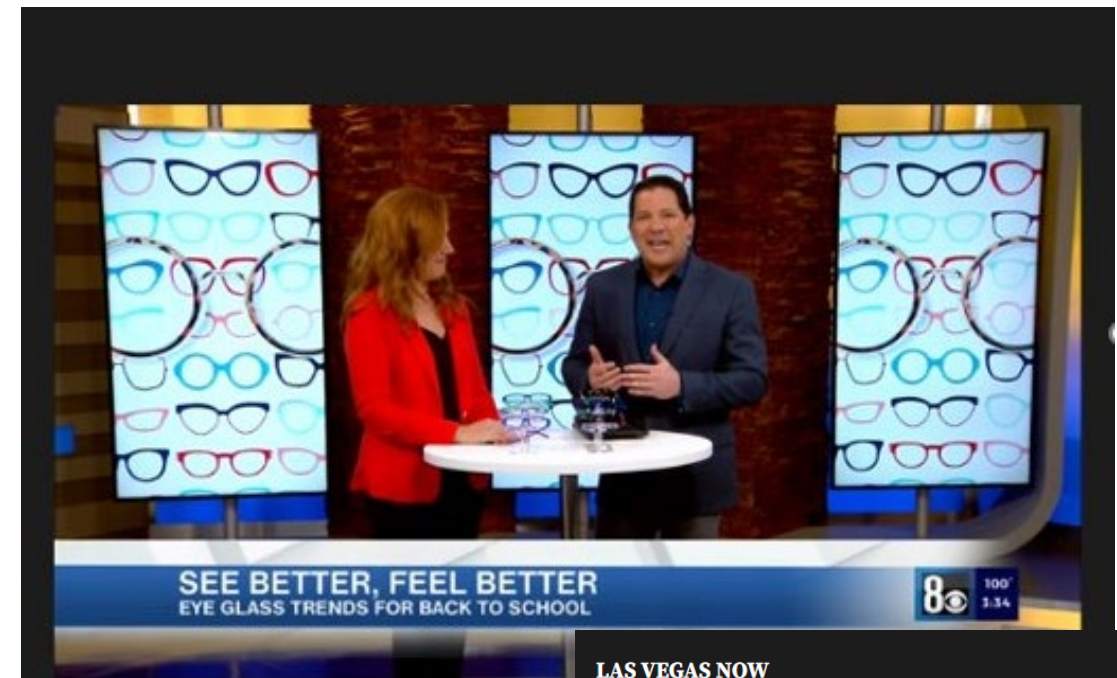 SEE BETTER, FEEL BETTER
EYE GLASS TRENDS FOR BACK TO SCHOOL
8
100°
3:34
LAS VEGAS NOW